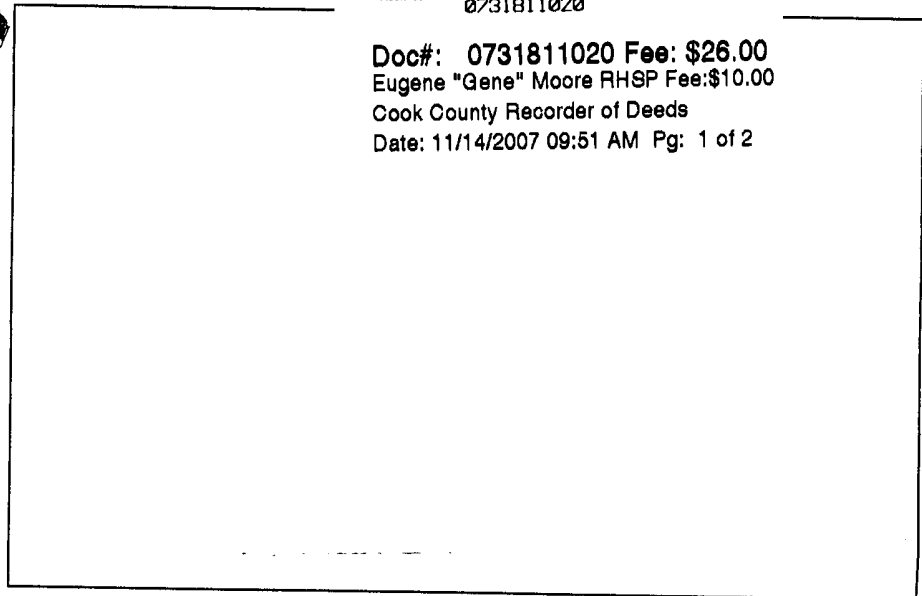 0731811020
Doc#: 0731811020 Fee: $26.00
Eugene "Gene" Moore RHSP Fee:$10.00
Cook County Recorder of Deeds
Date: 11/14/2007 09:51 AM Pg: 1 of 2